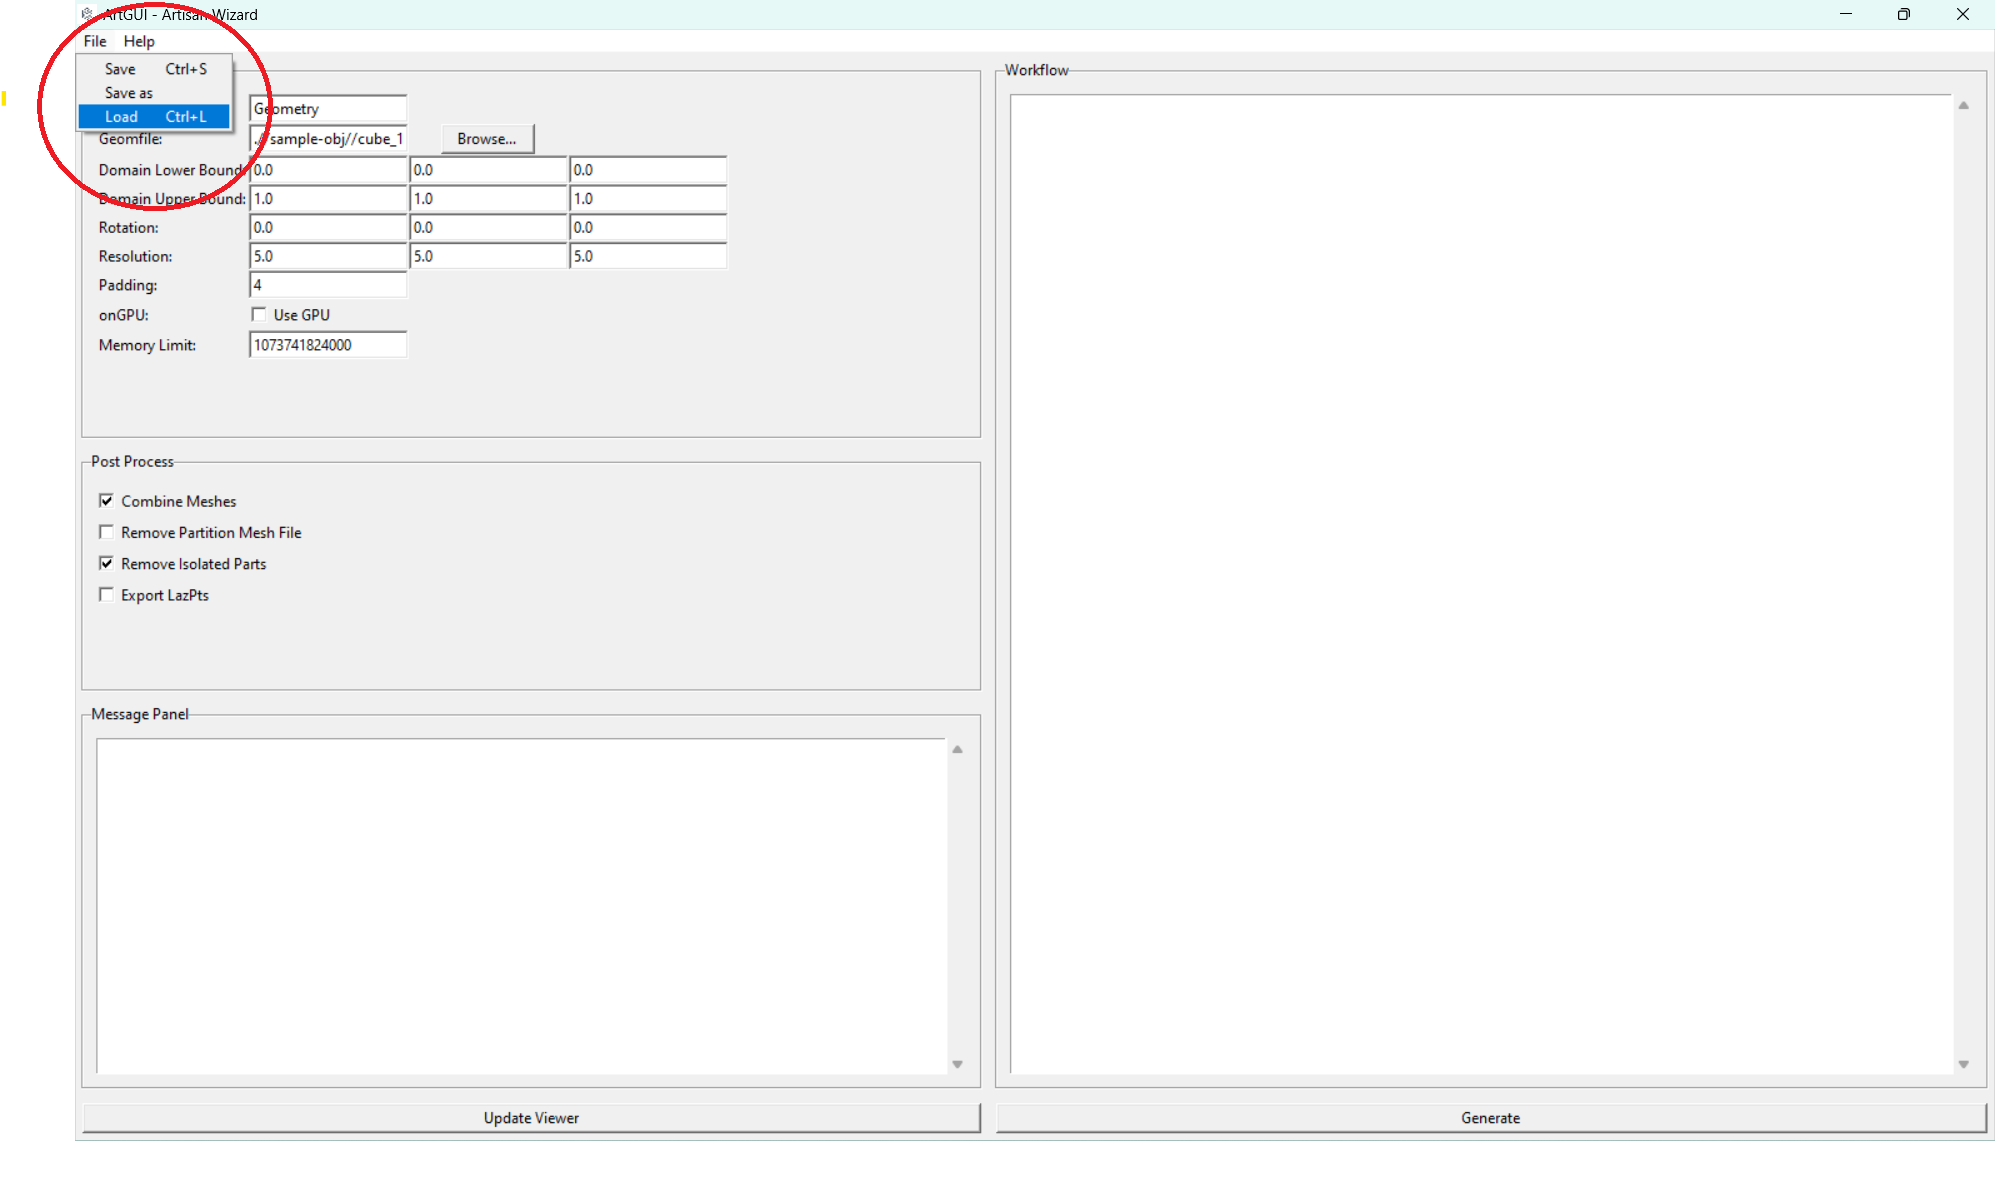 ArtGUI - Artisan Wizard
File Help
Save Ctrl+S
Save as
Load Ctrl+L
Geometry
Geomfile: ./ sample-obj//cube_1 Browse...
Domain Lower Bound: 0.0 0.0 0.0
Domain Upper Bound: 1.0 1.0 1.0
Rotation: 0.0 0.0 0.0
Resolution: 5.0 5.0 5.0
Padding: 4
onGPU: Use GPU
Memory Limit: 1073741824000
Post Process
Combine Meshes
Remove Partition Mesh File
Remove Isolated Parts
Export LazPts
Message Panel
Update Viewer
Workflow
Generate